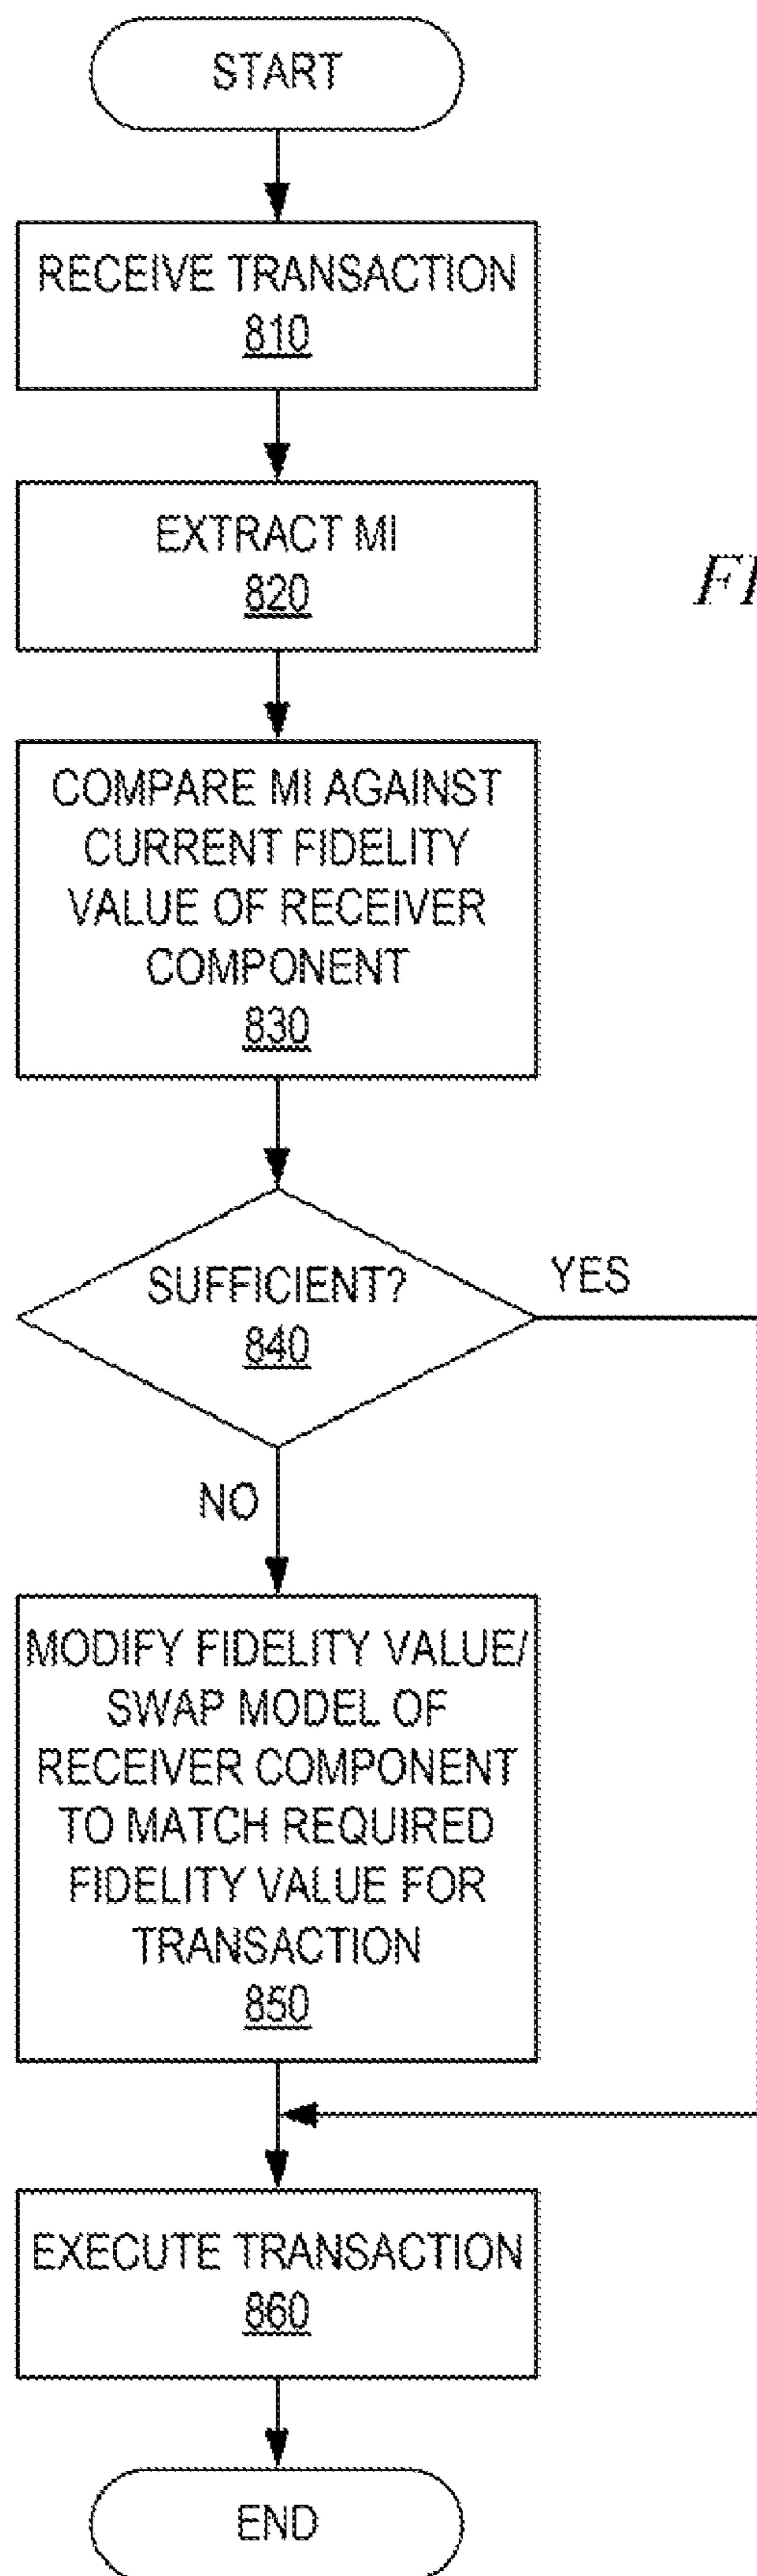 START
RECEIVE TRANSACTION
810
EXTRACT MI
820
COMPARE MI AGAINST
CURRENT FIDELITY
VALUE OF RECEIVER
COMPONENT
830
SUFFICIENT?
840
YES
NO
MODIFY FIDELITY VALUE/
SWAP MODEL OF
RECEIVER COMPONENT
TO MATCH REQUIRED
FIDELITY VALUE FOR
TRANSACTION
850
EXECUTE TRANSACTION
860
END